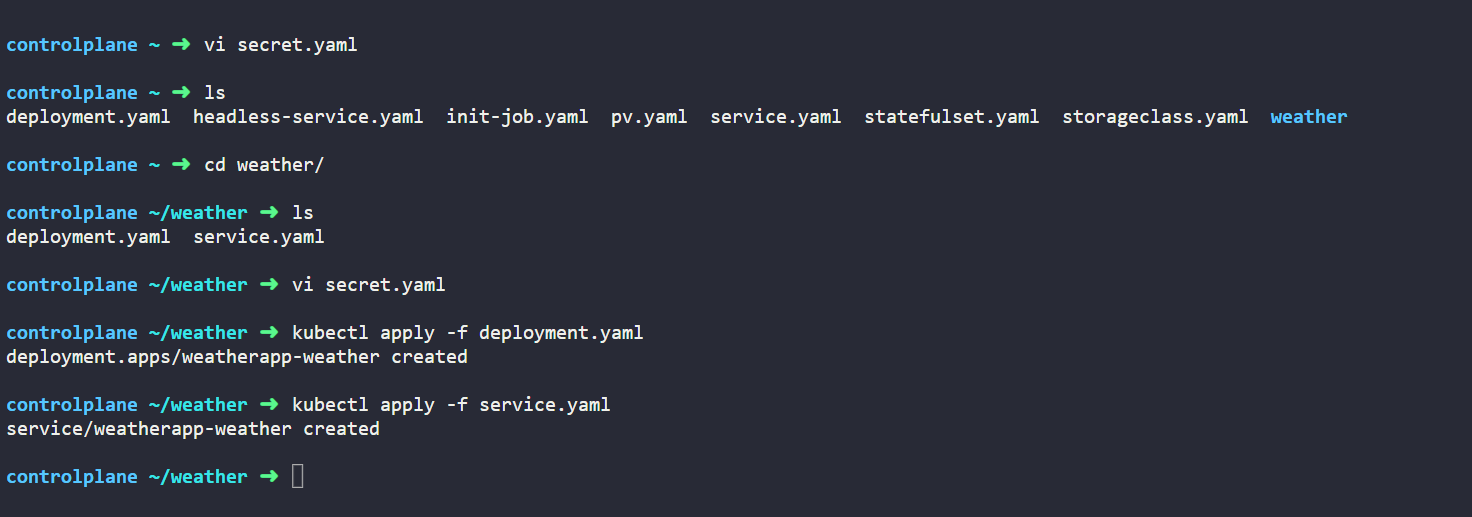 controlplane ~ ➜ vi secret.yaml
controlplane ~ ➜ ls
deployment.yaml headless-service.yaml init-job.yaml pv.yaml service.yaml statefulset.yaml storageclass.yaml weather
controlplane ~ ➜ cd weather/
controlplane ~/weather ➜ ls
deployment.yaml service.yaml
controlplane ~/weather ➜ vi secret.yaml
controlplane ~/weather ➜ kubectl apply -f deployment.yaml
deployment.apps/weatherapp-weather created
controlplane ~/weather ➜ kubectl apply -f service.yaml
service/weatherapp-weather created
controlplane ~/weather ➜